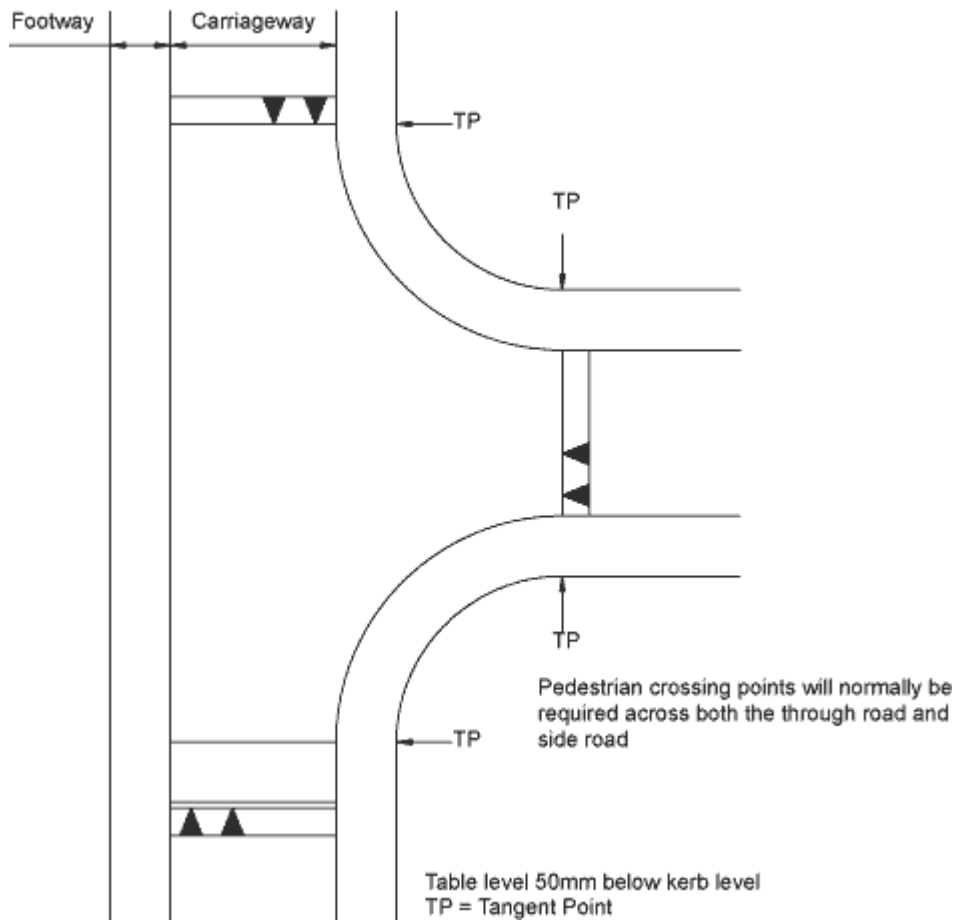 Footway
Carriageway
TP
TP
TP
Pedestrian crossing points will normally be
required across both the through road and
side road
TP
Table level 50mm below kerb level
TP = Tangent Point